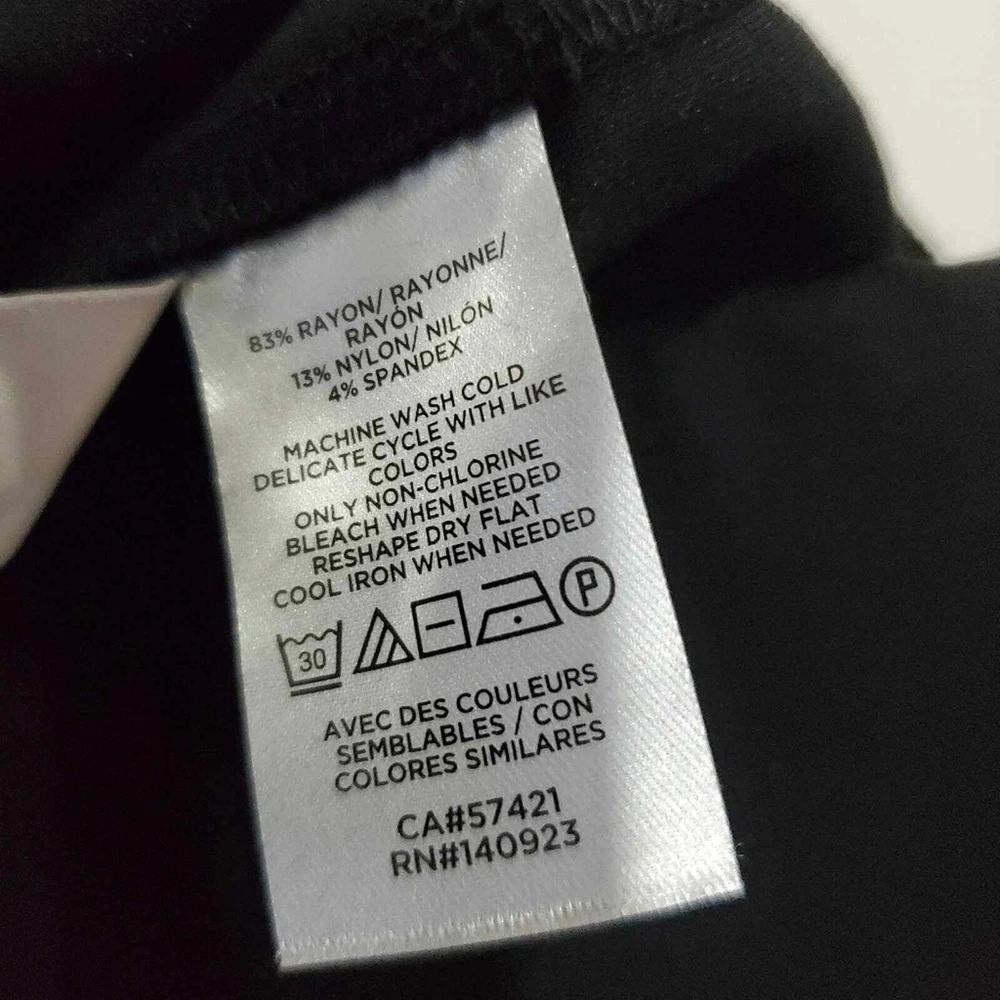 83% RAYON/ RAYONNE/
RAYÓN
13% NYLON/ NILÓN
4% SPANDEX
MACHINE WASH COLD
DELICATE CYCLE WITH LIKE
COLORS
ONLY NON-CHLORINE
BLEACH WHEN NEEDED
RESHAPE DRY FLAT
COOL IRON WHEN NEEDED
30 P
AVEC DES COULEURS
SEMBLABLES / CON
COLORES SIMILARES
CA#57421
RN#140923